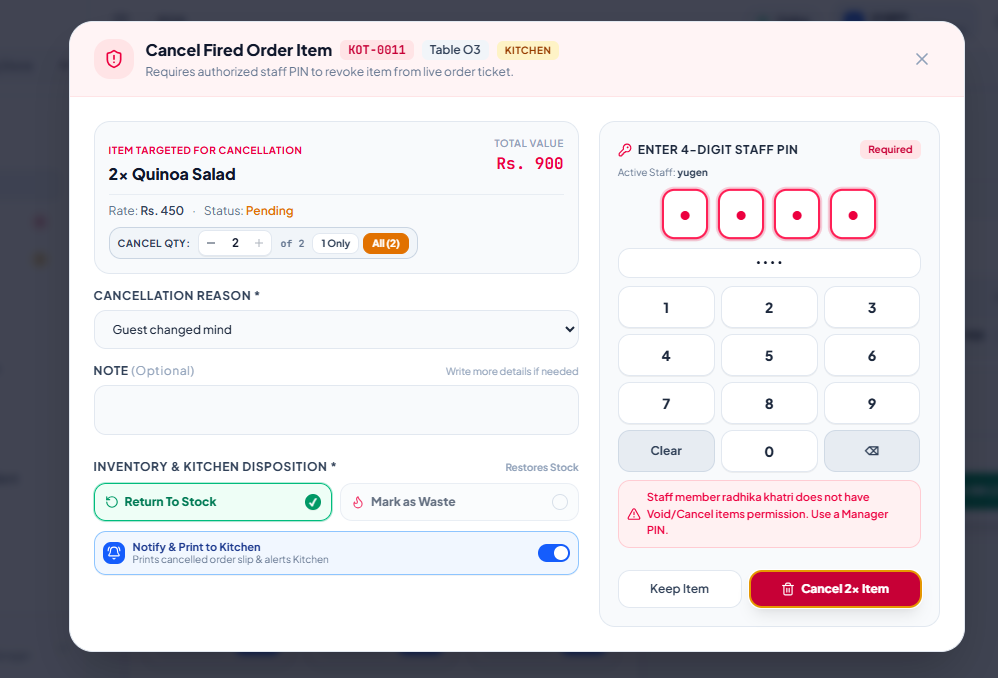 Cancel Fired Order Item KOT-0011 Table O3 KITCHEN
Requires authorized staff PIN to revoke item from live order ticket.
ITEM TARGETED FOR CANCELLATION
TOTAL VALUE
2× Quinoa Salad
Rs. 900
Rate: Rs. 450 · Status: Pending
CANCEL QTY: − 2 + of 2 1 Only All (2)
CANCELLATION REASON *
Guest changed mind
NOTE (Optional) Write more details if needed
INVENTORY & KITCHEN DISPOSITION * Restores Stock
Return To Stock
Mark as Waste
Notify & Print to Kitchen
Prints cancelled order slip & alerts Kitchen
ENTER 4-DIGIT STAFF PIN Required
Active Staff: yugen
1 2 3
4 5 6
7 8 9
Clear 0 ⌫
Staff member radhika khatri does not have
Void/Cancel items permission. Use a Manager
PIN.
Keep Item Cancel 2× Item